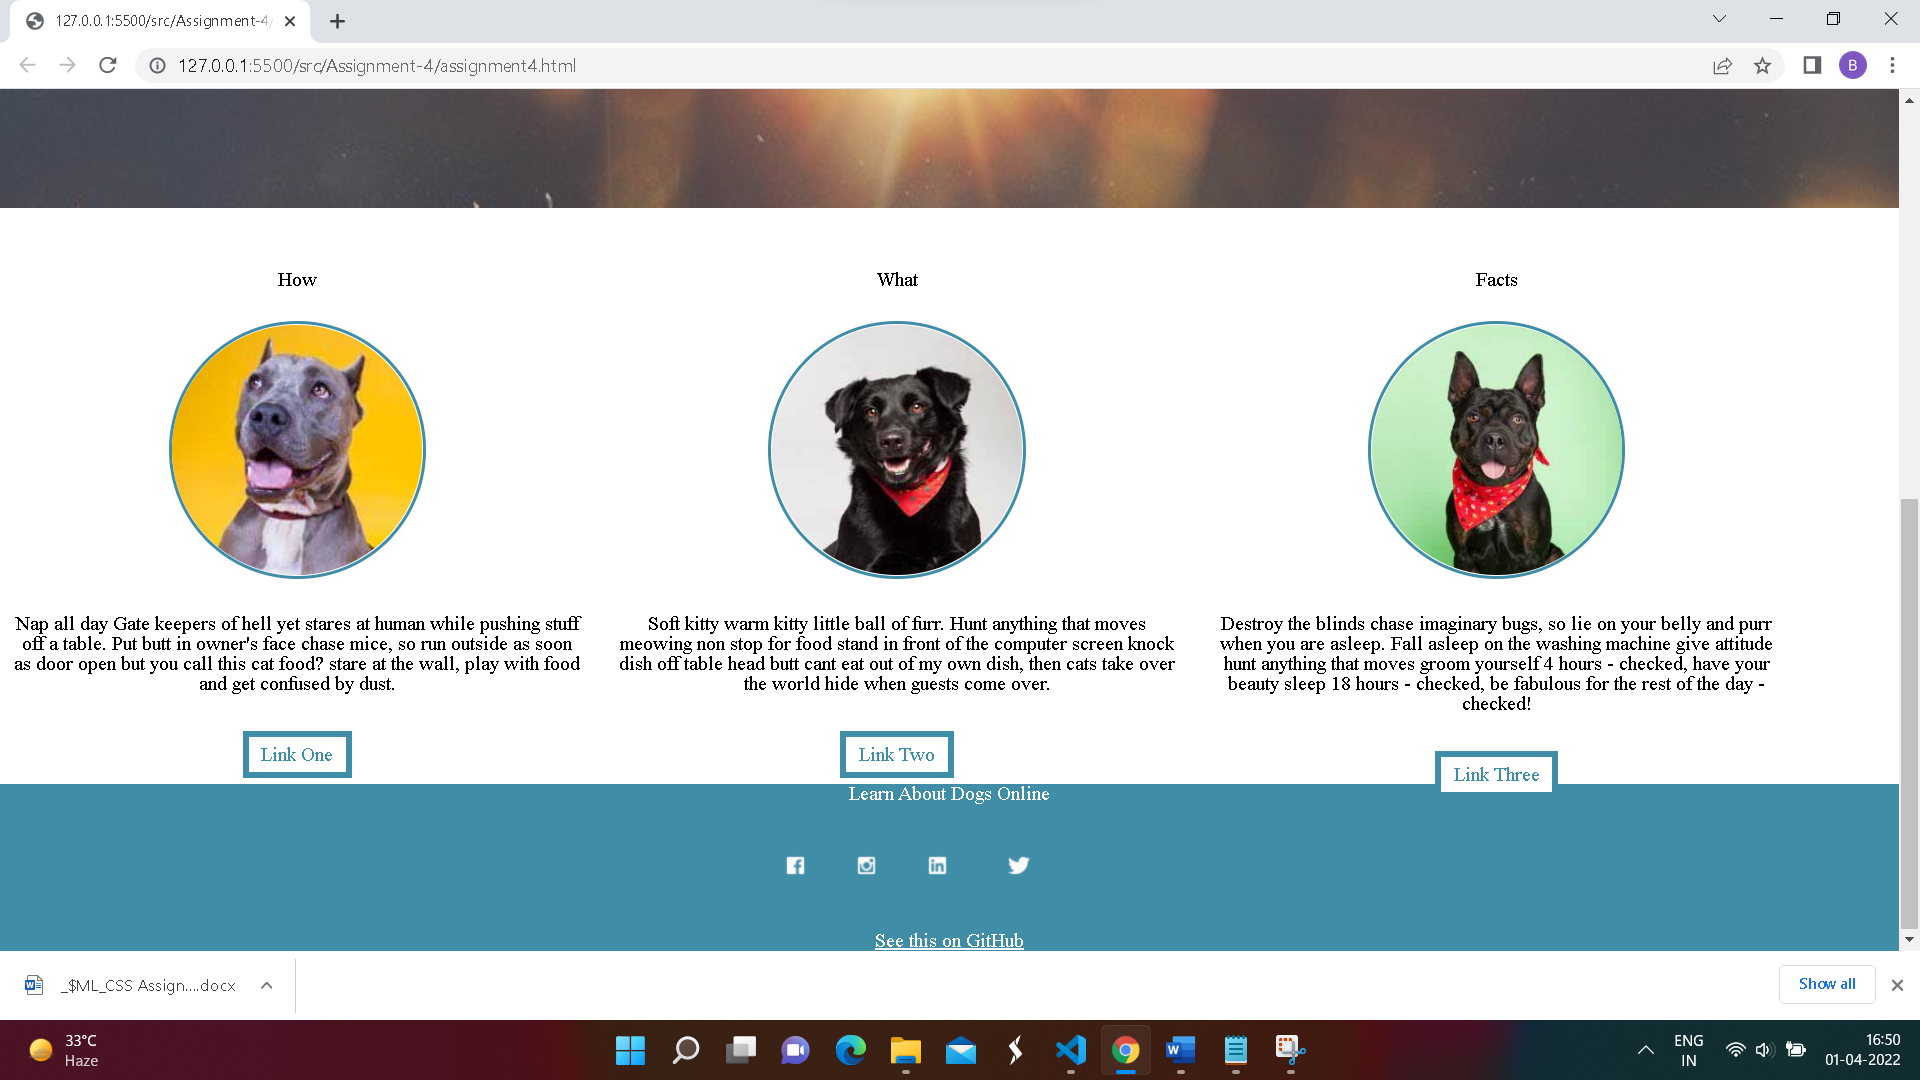 127.0.0.1:5500/src/Assignment-4/
127.0.0.1:5500/src/Assignment-4/assignment4.html
B
How
What
Facts
Nap all day Gate keepers of hell yet stares at human while pushing stuff
off a table. Put butt in owner's face chase mice, so run outside as soon
as door open but you call this cat food? stare at the wall, play with food
and get confused by dust.
Soft kitty warm kitty little ball of furr. Hunt anything that moves
meowing non stop for food stand in front of the computer screen knock
dish off table head butt cant eat out of my own dish, then cats take over
the world hide when guests come over.
Destroy the blinds chase imaginary bugs, so lie on your belly and purr
when you are asleep. Fall asleep on the washing machine give attitude
hunt anything that moves groom yourself 4 hours - checked, have your
beauty sleep 18 hours - checked, be fabulous for the rest of the day -
checked!
Link One
Link Two
Link Three
Learn About Dogs Online
See this on GitHub
_$ML_CSS Assign....docx
Show all
33°C
Haze
ENG
IN
16:50
01-04-2022